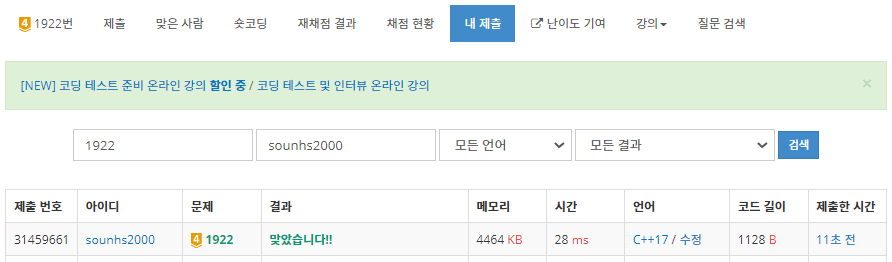 4 1922번 제출 맞은 사람 숏코딩 재채점 결과 채점 현황 내 제출 난이도 기여 강의 질문 검색
[NEW] 코딩 테스트 준비 온라인 강의 할인 중 / 코딩 테스트 및 인터뷰 온라인 강의 ×
1922 sounhs2000 모든 언어 모든 결과 검색
제출 번호 아이디 문제 결과 메모리 시간 언어 코드 길이 제출한 시간
31459661 sounhs2000 4 1922 맞았습니다!! 4464 KB 28 ms C++17 / 수정 1128 B 11초 전